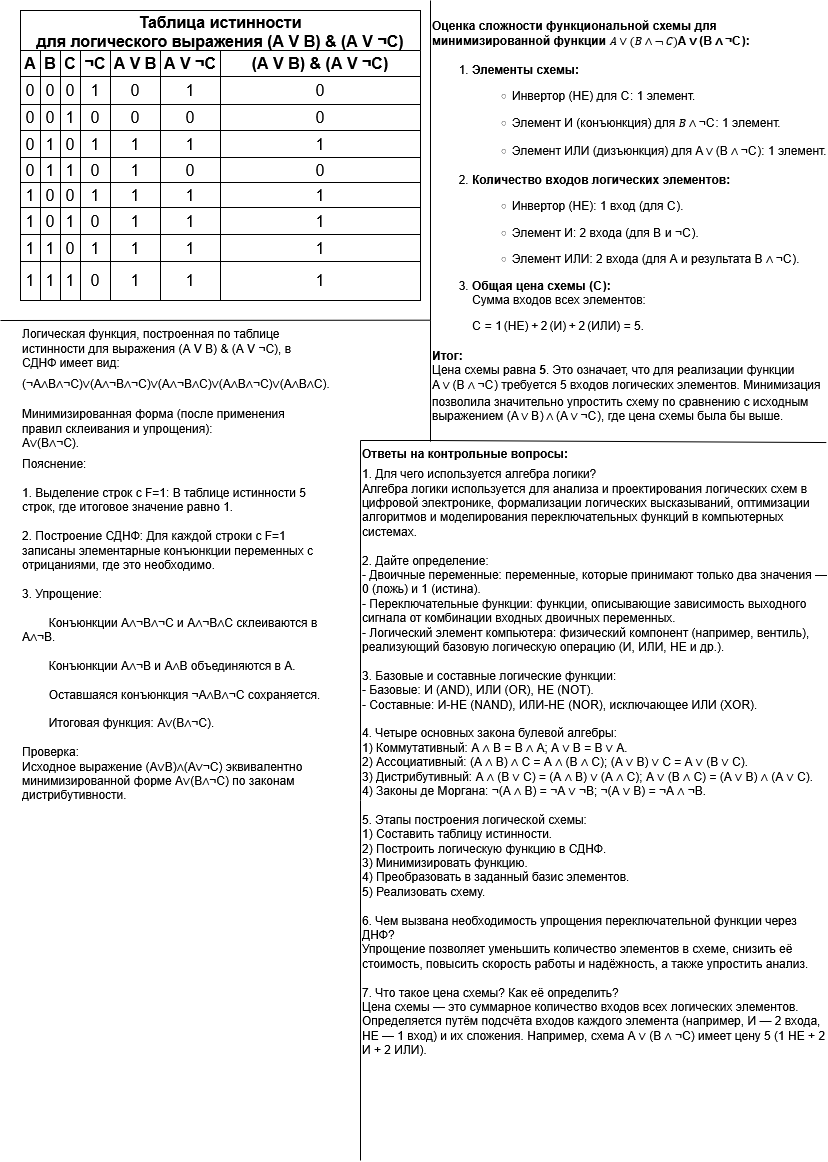 Таблица истинности
для логического выражения (A V B) & (A V ¬C)
A B C ¬C A V B A V ¬C (A V B) & (A V ¬C)
0 0 0 1 0 1 0
0 0 1 0 0 0 0
0 1 0 1 1 1 1
0 1 1 0 1 0 0
1 0 0 1 1 1 1
1 0 1 0 1 1 1
1 1 0 1 1 1 1
1 1 1 0 1 1 1
Логическая функция, построенная по таблице
истинности для выражения (A V B) & (A V ¬C), в
СДНФ имеет вид:
(¬A∧B∧¬C)∨(A∧¬B∧¬C)∨(A∧¬B∧C)∨(A∧B∧¬C)∨(A∧B∧C).
Минимизированная форма (после применения
правил склеивания и упрощения):
A∨(B∧¬C).
Пояснение:
1. Выделение строк с F=1: В таблице истинности 5
строк, где итоговое значение равно 1.
2. Построение СДНФ: Для каждой строки с F=1
записаны элементарные конъюнкции переменных с
отрицаниями, где это необходимо.
3. Упрощение:
Конъюнкции A∧¬B∧¬C и A∧¬B∧C склеиваются в
A∧¬B.
Конъюнкции A∧¬B и A∧B объединяются в A.
Оставшаяся конъюнкция ¬A∧B∧¬C сохраняется.
Итоговая функция: A∨(B∧¬C).
Проверка:
Исходное выражение (A∨B)∧(A∨¬C) эквивалентно
минимизированной форме A∨(B∧¬C) по законам
дистрибутивности.
Оценка сложности функциональной схемы для
минимизированной функции A ∨ (B ∧ ¬ C)A ∨ (B ∧ ¬C):
1. Элементы схемы:
○ Инвертор (НЕ) для C: 1 элемент.
○ Элемент И (конъюнкция) для B ∧ ¬C: 1 элемент.
○ Элемент ИЛИ (дизъюнкция) для A ∨ (B ∧ ¬C): 1 элемент.
2. Количество входов логических элементов:
○ Инвертор (НЕ): 1 вход (для C).
○ Элемент И: 2 входа (для B и ¬C).
○ Элемент ИЛИ: 2 входа (для A и результата B ∧ ¬C).
3. Общая цена схемы (C):
Сумма входов всех элементов:
C = 1 (НЕ) + 2 (И) + 2 (ИЛИ) = 5.
Итог:
Цена схемы равна 5. Это означает, что для реализации функции
A ∨ (B ∧ ¬C) требуется 5 входов логических элементов. Минимизация
позволила значительно упростить схему по сравнению с исходным
выражением (A ∨ B) ∧ (A ∨ ¬C), где цена схемы была бы выше.
Ответы на контрольные вопросы:
1. Для чего используется алгебра логики?
Алгебра логики используется для анализа и проектирования логических схем в
цифровой электронике, формализации логических высказываний, оптимизации
алгоритмов и моделирования переключательных функций в компьютерных
системах.
2. Дайте определение:
- Двоичные переменные: переменные, которые принимают только два значения —
0 (ложь) и 1 (истина).
- Переключательные функции: функции, описывающие зависимость выходного
сигнала от комбинации входных двоичных переменных.
- Логический элемент компьютера: физический компонент (например, вентиль),
реализующий базовую логическую операцию (И, ИЛИ, НЕ и др.).
3. Базовые и составные логические функции:
- Базовые: И (AND), ИЛИ (OR), НЕ (NOT).
- Составные: И-НЕ (NAND), ИЛИ-НЕ (NOR), исключающее ИЛИ (XOR).
4. Четыре основных закона булевой алгебры:
1) Коммутативный: A ∧ B = B ∧ A; A ∨ B = B ∨ A.
2) Ассоциативный: (A ∧ B) ∧ C = A ∧ (B ∧ C); (A ∨ B) ∨ C = A ∨ (B ∨ C).
3) Дистрибутивный: A ∧ (B ∨ C) = (A ∧ B) ∨ (A ∧ C); A ∨ (B ∧ C) = (A ∨ B) ∧ (A ∨ C).
4) Законы де Моргана: ¬(A ∧ B) = ¬A ∨ ¬B; ¬(A ∨ B) = ¬A ∧ ¬B.
5. Этапы построения логической схемы:
1) Составить таблицу истинности.
2) Построить логическую функцию в СДНФ.
3) Минимизировать функцию.
4) Преобразовать в заданный базис элементов.
5) Реализовать схему.
6. Чем вызвана необходимость упрощения переключательной функции через
ДНФ?
Упрощение позволяет уменьшить количество элементов в схеме, снизить её
стоимость, повысить скорость работы и надёжность, а также упростить анализ.
7. Что такое цена схемы? Как её определить?
Цена схемы — это суммарное количество входов всех логических элементов.
Определяется путём подсчёта входов каждого элемента (например, И — 2 входа,
НЕ — 1 вход) и их сложения. Например, схема A ∨ (B ∧ ¬C) имеет цену 5 (1 НЕ + 2
И + 2 ИЛИ).